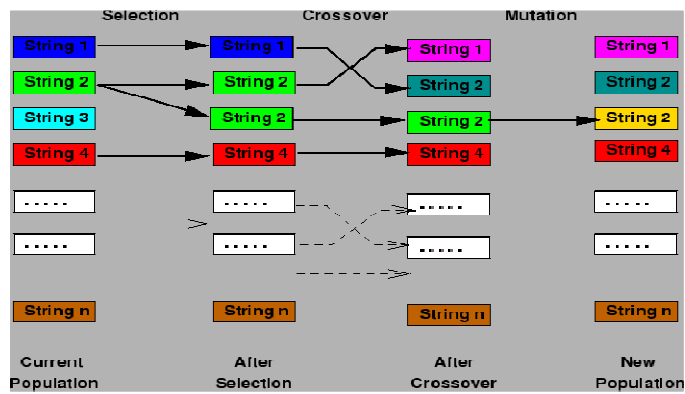 Selection Crossover Mutation
String 1 String 1 String 1 String 1
String 2 String 2 String 2 String 2
String 3 String 2 String 2 String 2
String 4 String 4 String 4 String 4
..... ..... ..... .....
..... ..... ..... .....
String n String n String n String n
Current After After New
Population Selection Crossover Population